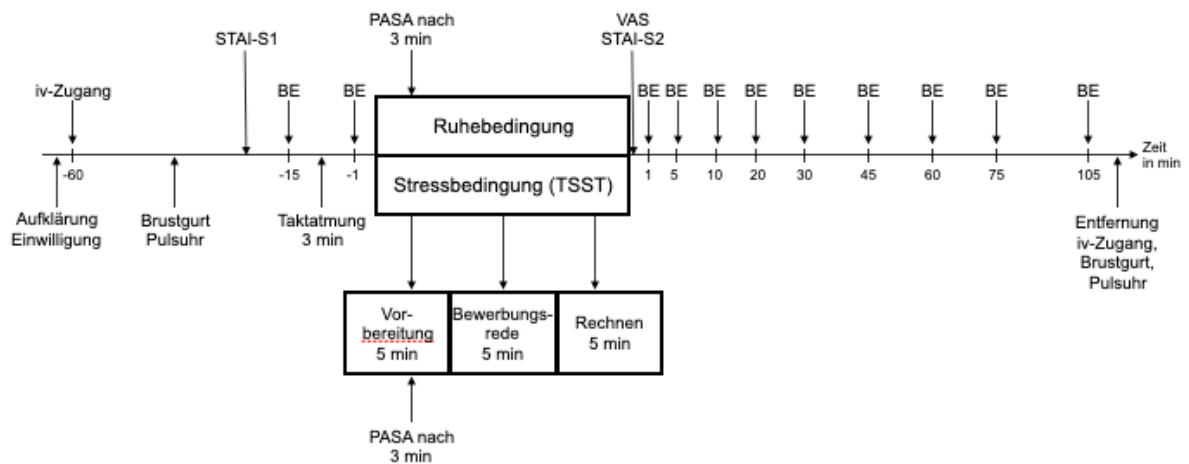 PASA nach
3 min
VAS
STAI-S2
STAI-S1
iv-Zugang
BE
BE
BE
BE
BE
BE
BE
BE
BE
BE
BE
Ruhebedingung
Stressbedingung (TSST)
Zeit
in min
-60
-15
-1
1
5
10
20
30
45
60
75
105
Aufklärung
Einwilligung
Brustgurt
Pulsuhr
Taktatmung
3 min
Entfernung
iv-Zugang,
Brustgurt,
Pulsuhr
Vor-
bereitung
5 min
Bewerbungs-
rede
5 min
Rechnen
5 min
PASA nach
3 min